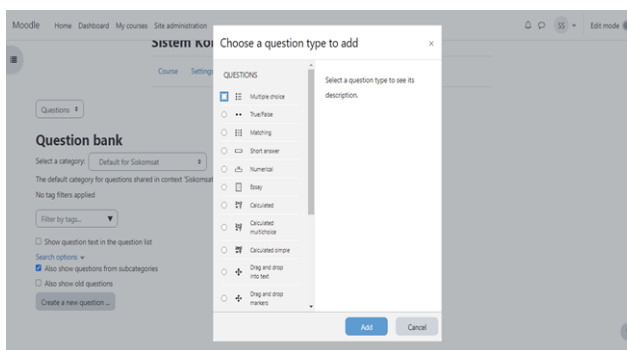 Moodle Home Dashboard My courses Site administration SS Edit mode
Sistem Ko
Course Settings
Questions
Question bank
Select a category: Default for Siskomsat
The default category for questions shared in context 'Siskomsat
No tag filters applied
Filter by tags...
Show question text in the question list
Search options
Also show questions from subcategories
Also show old questions
Create a new question ...
Choose a question type to add ×
QUESTIONS
Multiple choice
True/False
Matching
Short answer
Numerical
Essay
Calculated
Calculated
multichoice
Calculated simple
Drag and drop
into text
Drag and drop
markers
Select a question type to see its
description.
Add Cancel